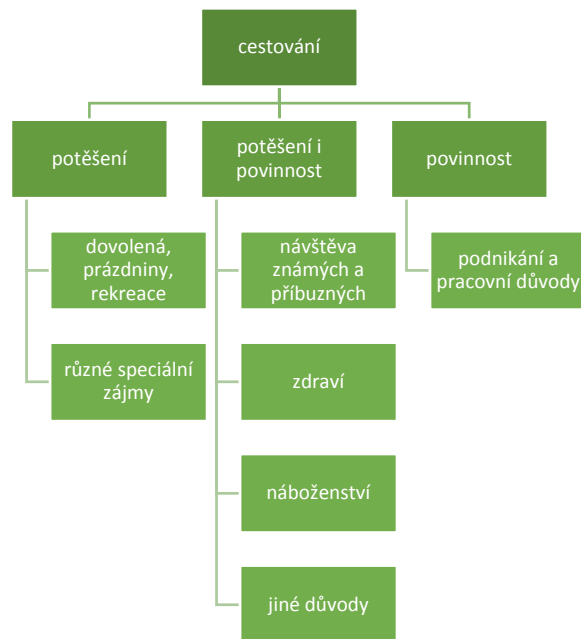 cestování
potěšení
potěšení i
povinnost
povinnost
dovolená,
prázdniny,
rekreace
návštěva
známých a
příbuzných
podnikání a
pracovní důvody
různé speciální
zájmy
zdraví
náboženství
jiné důvody